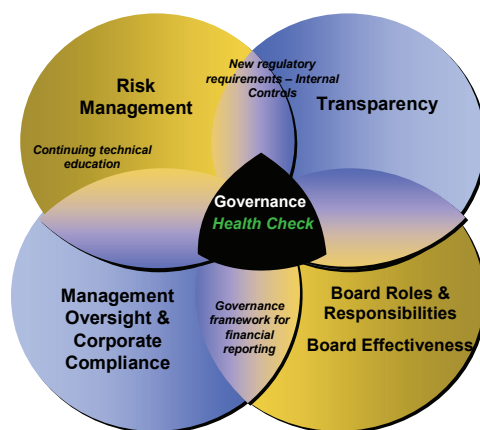 New regulatory
requirements – Internal
Controls
Risk
Management
Transparency
Continuing technical
education
Governance
Health Check
Management
Oversight &
Corporate
Compliance
Governance
framework for
financial
reporting
Board Roles &
Responsibilities
Board Effectiveness